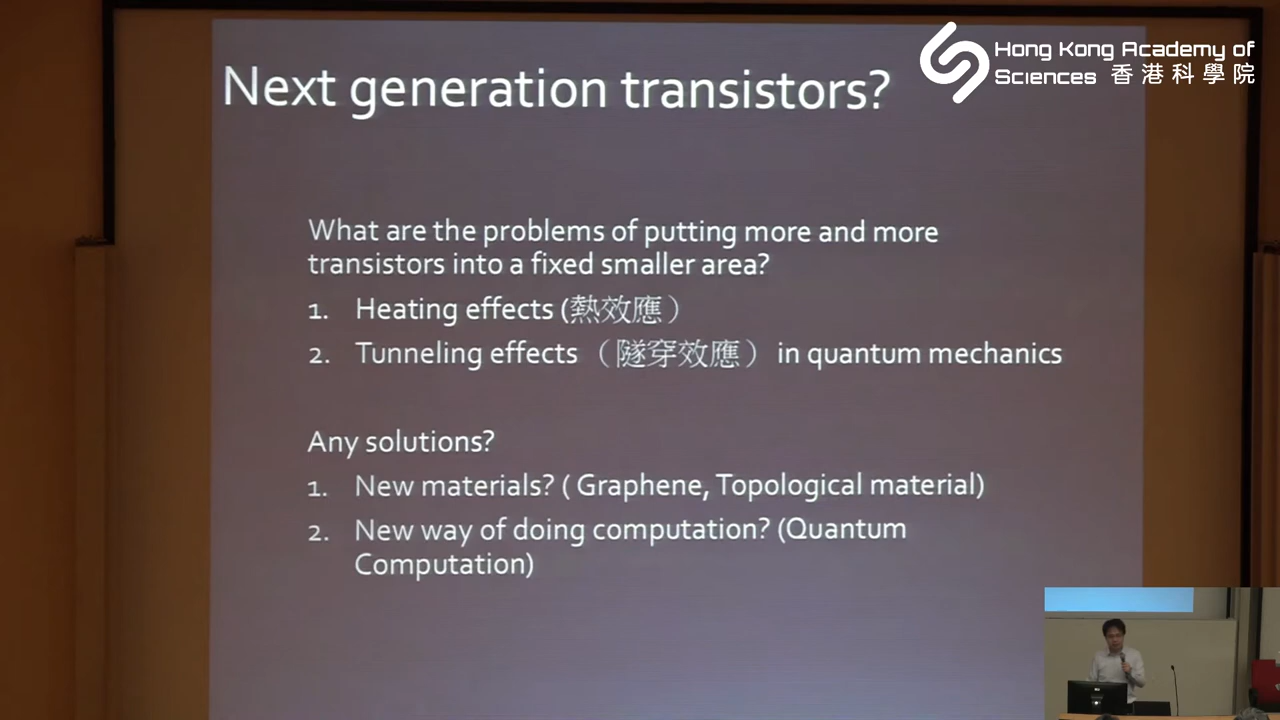 Next generation transistors?
Hong Kong Academy of
Sciences 香港科學院
What are the problems of putting more and more
transistors into a fixed smaller area?
1. Heating effects (熱效應）
2. Tunneling effects （隧穿效應） in quantum mechanics
Any solutions?
1. New materials? ( Graphene, Topological material)
2. New way of doing computation? (Quantum
Computation)